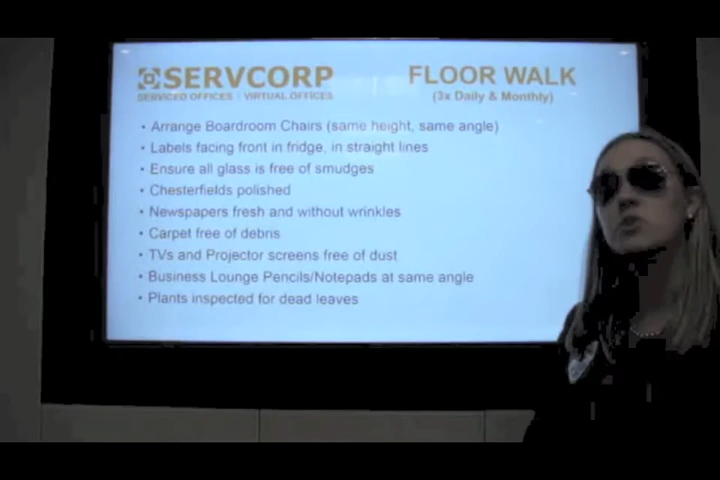 SERVCORP
SERVICED OFFICES | VIRTUAL OFFICES
FLOOR WALK
(3x Daily & Monthly)
• Arrange Boardroom Chairs (same height, same angle)
• Labels facing front in fridge, in straight lines
• Ensure all glass is free of smudges
• Chesterfields polished
• Newspapers fresh and without wrinkles
• Carpet free of debris
• TVs and Projector screens free of dust
• Business Lounge Pencils/Notepads at same angle
• Plants inspected for dead leaves